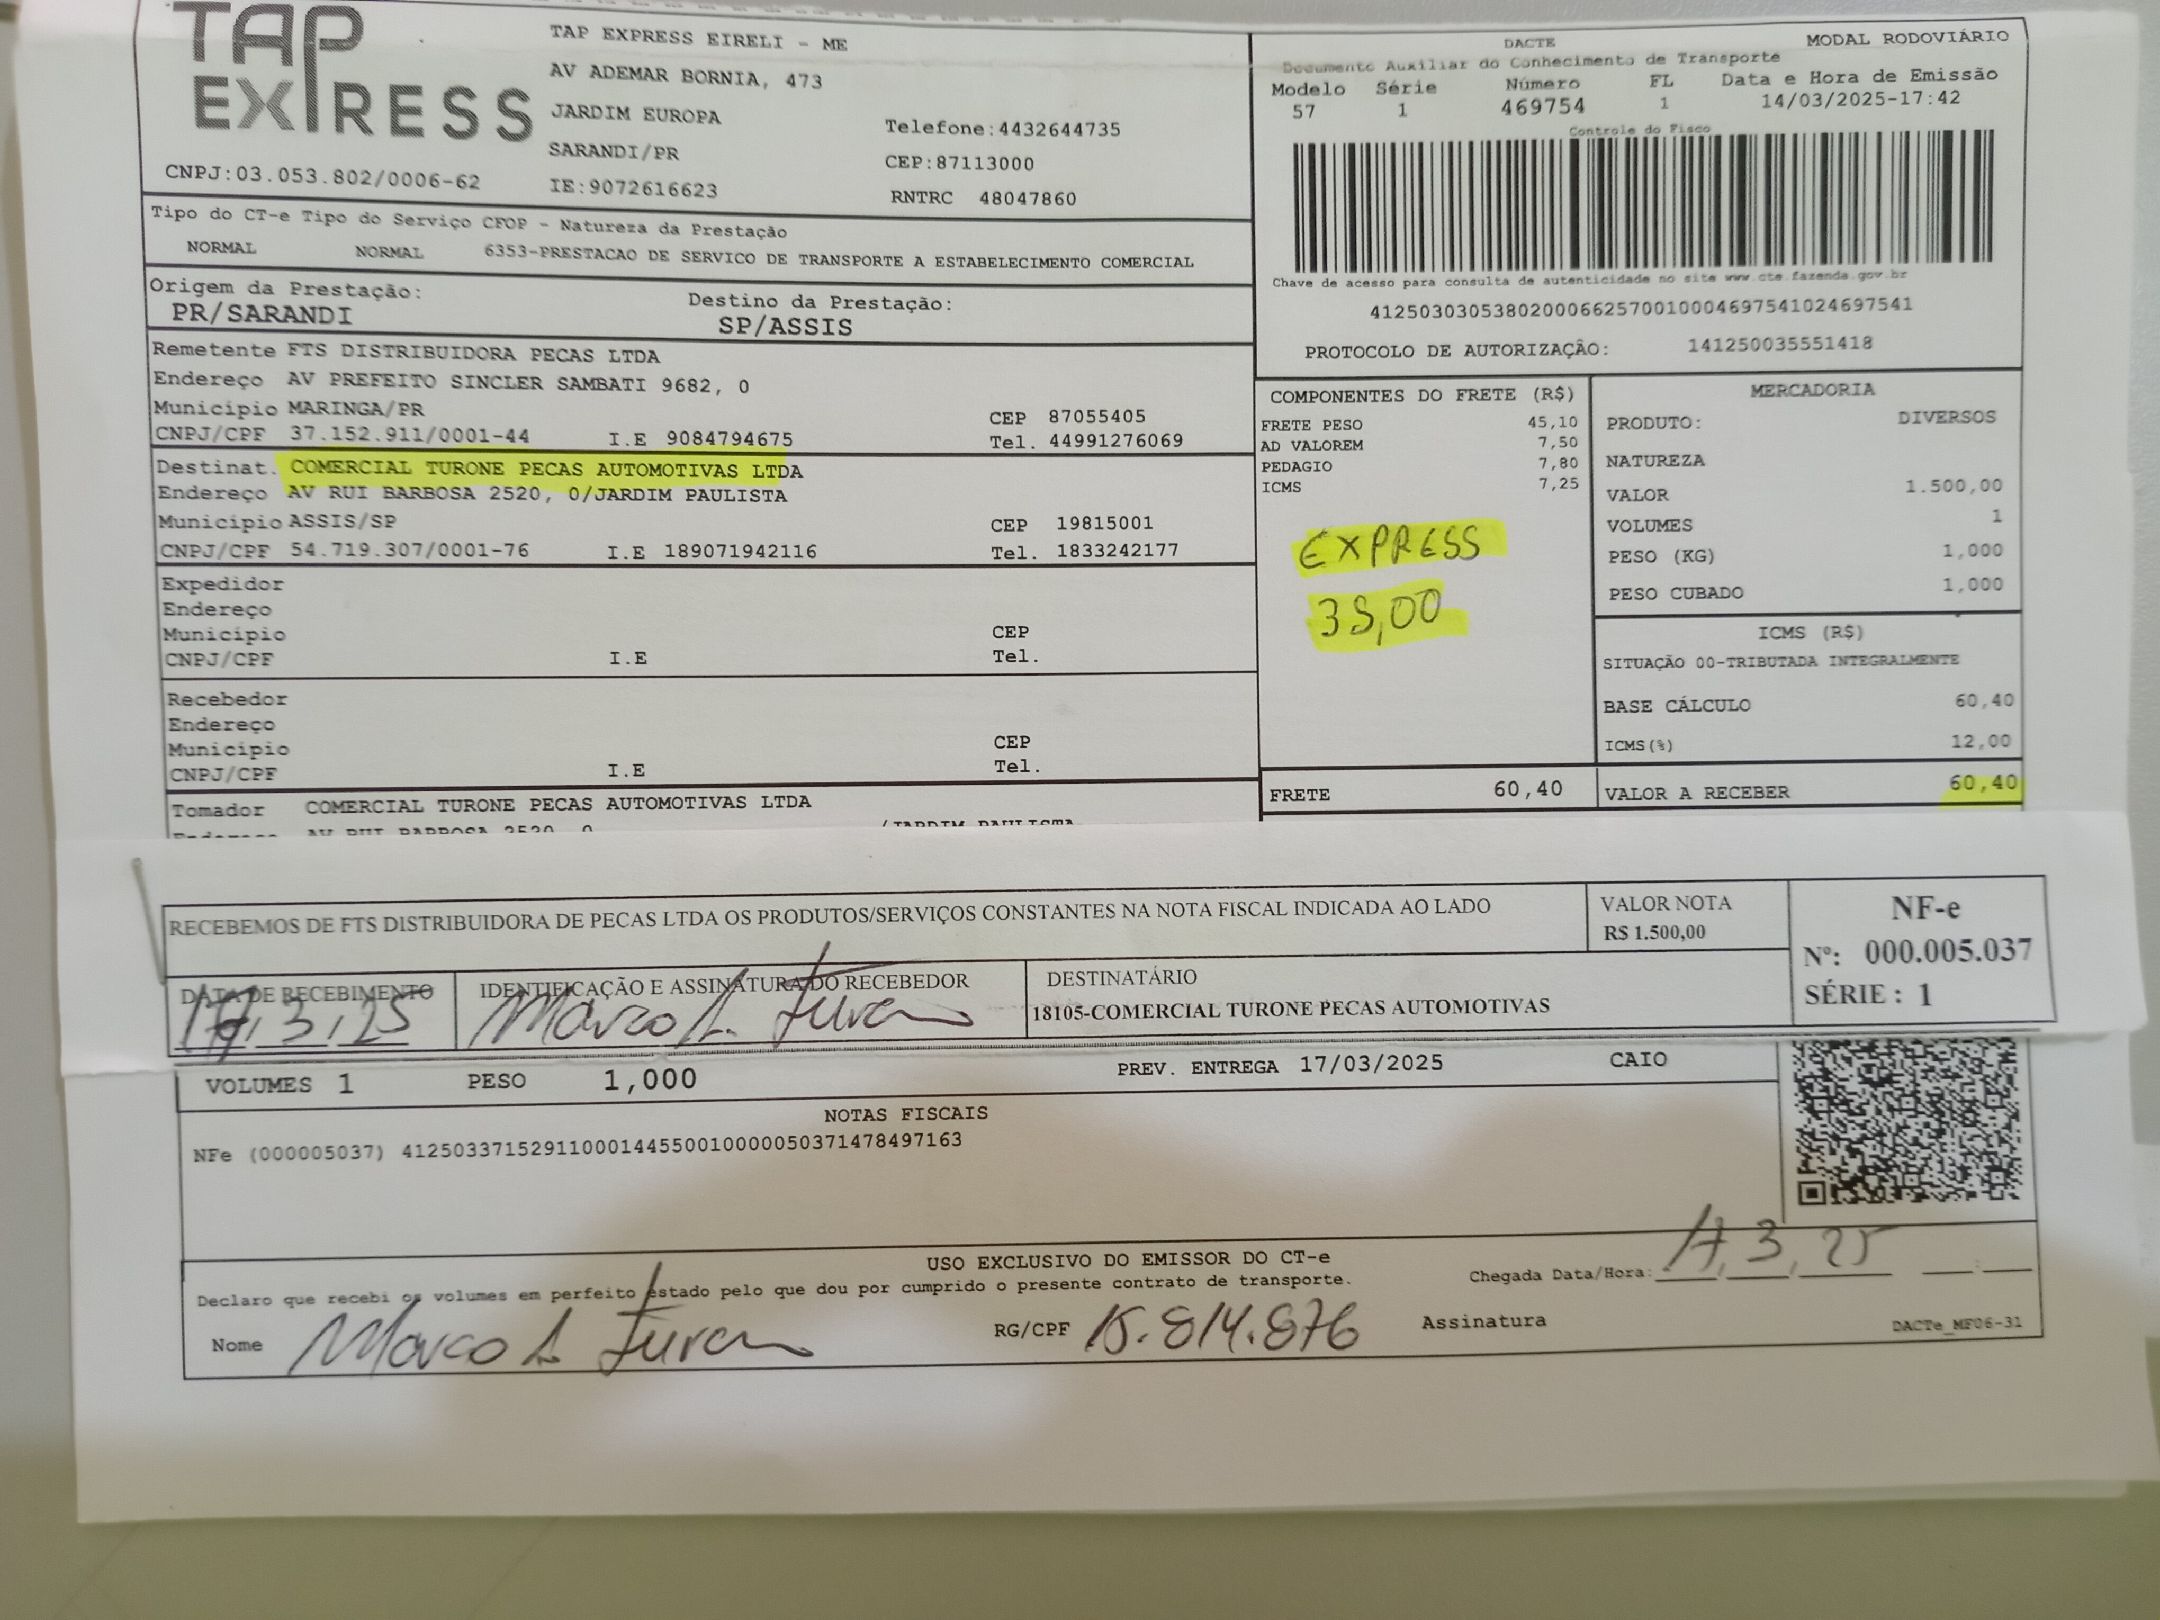 TAP EXPRESS
TAP EXPRESS EIRELI - ME
AV ADEMAR BORNIA, 473
JARDIM EUROPA
SARANDI/PR
IE:9072616623
Telefone:4432644735
CEP:87113000
RNTRC 48047860
CNPJ:03.053.802/0006-62
DACTE
MODAL RODOVIÁRIO
Documento Auxiliar do Conhecimento de Transporte
Modelo Série Número FL Data e Hora de Emissão
57 1 469754 1 14/03/2025-17:42
Controle do Fisco
Chave de acesso para consulta de autenticidade no site www.cte.fazenda.gov.br
41250303053802000662570010004697541024697541
PROTOCOLO DE AUTORIZAÇÃO: 141250035551418
Tipo do CT-e Tipo do Serviço CFOP - Natureza da Prestação
NORMAL NORMAL 6353-PRESTACAO DE SERVICO DE TRANSPORTE A ESTABELECIMENTO COMERCIAL
Origem da Prestação: Destino da Prestação:
PR/SARANDI SP/ASSIS
Remetente FTS DISTRIBUIDORA PECAS LTDA
Endereço AV PREFEITO SINCLER SAMBATI 9682, 0
Município MARINGA/PR CEP 87055405
CNPJ/CPF 37.152.911/0001-44 I.E 9084794675 Tel. 44991276069
Destinat. COMERCIAL TURONE PECAS AUTOMOTIVAS LTDA
Endereço AV RUI BARBOSA 2520, 0/JARDIM PAULISTA
Município ASSIS/SP CEP 19815001
CNPJ/CPF 54.719.307/0001-76 I.E 189071942116 Tel. 1833242177
Expedidor
Endereço
Município CEP
CNPJ/CPF I.E Tel.
Recebedor
Endereço
Município CEP
CNPJ/CPF I.E Tel.
Tomador COMERCIAL TURONE PECAS AUTOMOTIVAS LTDA
Endereço AV RUI BARBOSA 2520, 0 /JARDIM PAULISTA
COMPONENTES DO FRETE (R$)
FRETE PESO 45,10
AD VALOREM 7,50
PEDAGIO 7,80
ICMS 7,25
EXPRESS
38,00
FRETE 60,40
MERCADORIA
PRODUTO: DIVERSOS
NATUREZA
VALOR 1.500,00
VOLUMES 1
PESO (KG) 1,000
PESO CUBADO 1,000
ICMS (R$)
SITUAÇÃO 00-TRIBUTADA INTEGRALMENTE
BASE CÁLCULO 60,40
ICMS(%) 12,00
VALOR A RECEBER 60,40
RECEBEMOS DE FTS DISTRIBUIDORA DE PECAS LTDA OS PRODUTOS/SERVIÇOS CONSTANTES NA NOTA FISCAL INDICADA AO LADO
VALOR NOTA
R$ 1.500,00
NF-e
Nº: 000.005.037
SÉRIE : 1
DATA DE RECEBIMENTO
17,3,25
IDENTIFICAÇÃO E ASSINATURA DO RECEBEDOR
Marco A.
DESTINATÁRIO
18105-COMERCIAL TURONE PECAS AUTOMOTIVAS
VOLUMES 1 PESO 1,000 PREV. ENTREGA 17/03/2025 CAIO
NOTAS FISCAIS
NFe (000005037) 41250337152911000144550010000050371478497163
USO EXCLUSIVO DO EMISSOR DO CT-e
Declaro que recebi os volumes em perfeito estado pelo que dou por cumprido o presente contrato de transporte.
Chegada Data/Hora: 17,3,25
Nome Marco A. RG/CPF 15.814.876 Assinatura
DACTe_MF06-31